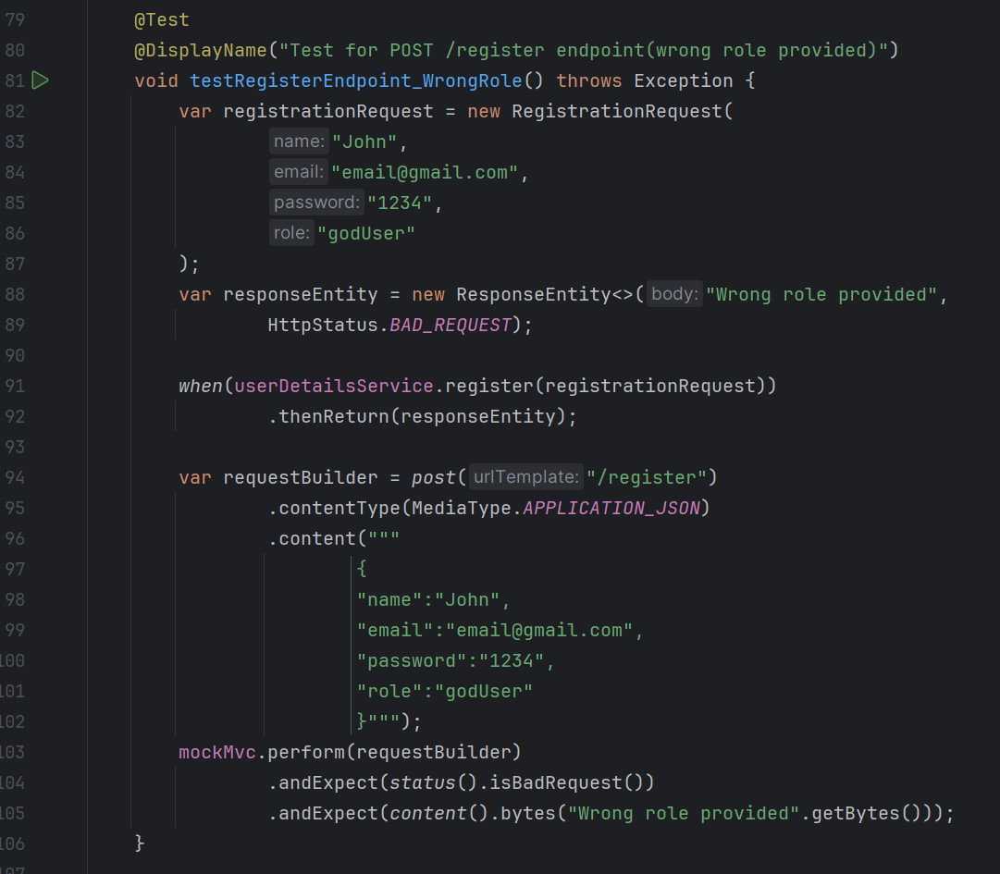 79 @Test
80 @DisplayName("Test for POST /register endpoint(wrong role provided)")
81 void testRegisterEndpoint_WrongRole() throws Exception {
82 var registrationRequest = new RegistrationRequest(
83 name: "John",
84 email: "email@gmail.com",
85 password: "1234",
86 role: "godUser"
87 );
88 var responseEntity = new ResponseEntity<>( body: "Wrong role provided",
89 HttpStatus.BAD_REQUEST);
90
91 when(userDetailsService.register(registrationRequest))
92 .thenReturn(responseEntity);
93
94 var requestBuilder = post( urlTemplate: "/register")
95 .contentType(MediaType.APPLICATION_JSON)
96 .content("""
97 {
98 "name":"John",
99 "email":"email@gmail.com",
100 "password":"1234",
101 "role":"godUser"
102 }""");
103 mockMvc.perform(requestBuilder)
104 .andExpect(status().isBadRequest())
105 .andExpect(content().bytes("Wrong role provided".getBytes()));
106 }
107